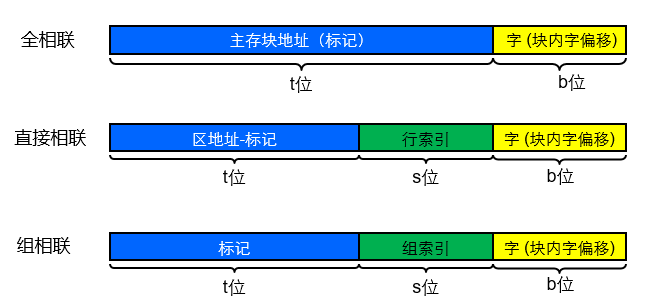 全相联 主存块地址（标记） 字 (块内字偏移)
t位 b位
直接相联 区地址-标记 行索引 字 (块内字偏移)
t位 s位 b位
组相联 标记 组索引 字 (块内字偏移)
t位 s位 b位